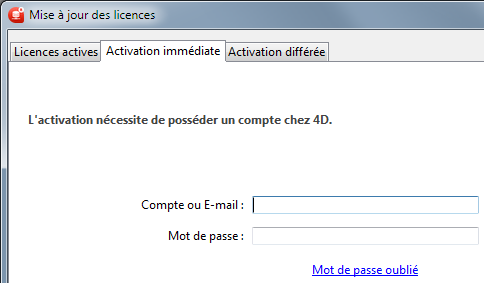 Mise à jour des licences
Licences actives Activation immédiate Activation différée
L'activation nécessite de posséder un compte chez 4D.
Compte ou E-mail :
Mot de passe :
Mot de passe oublié